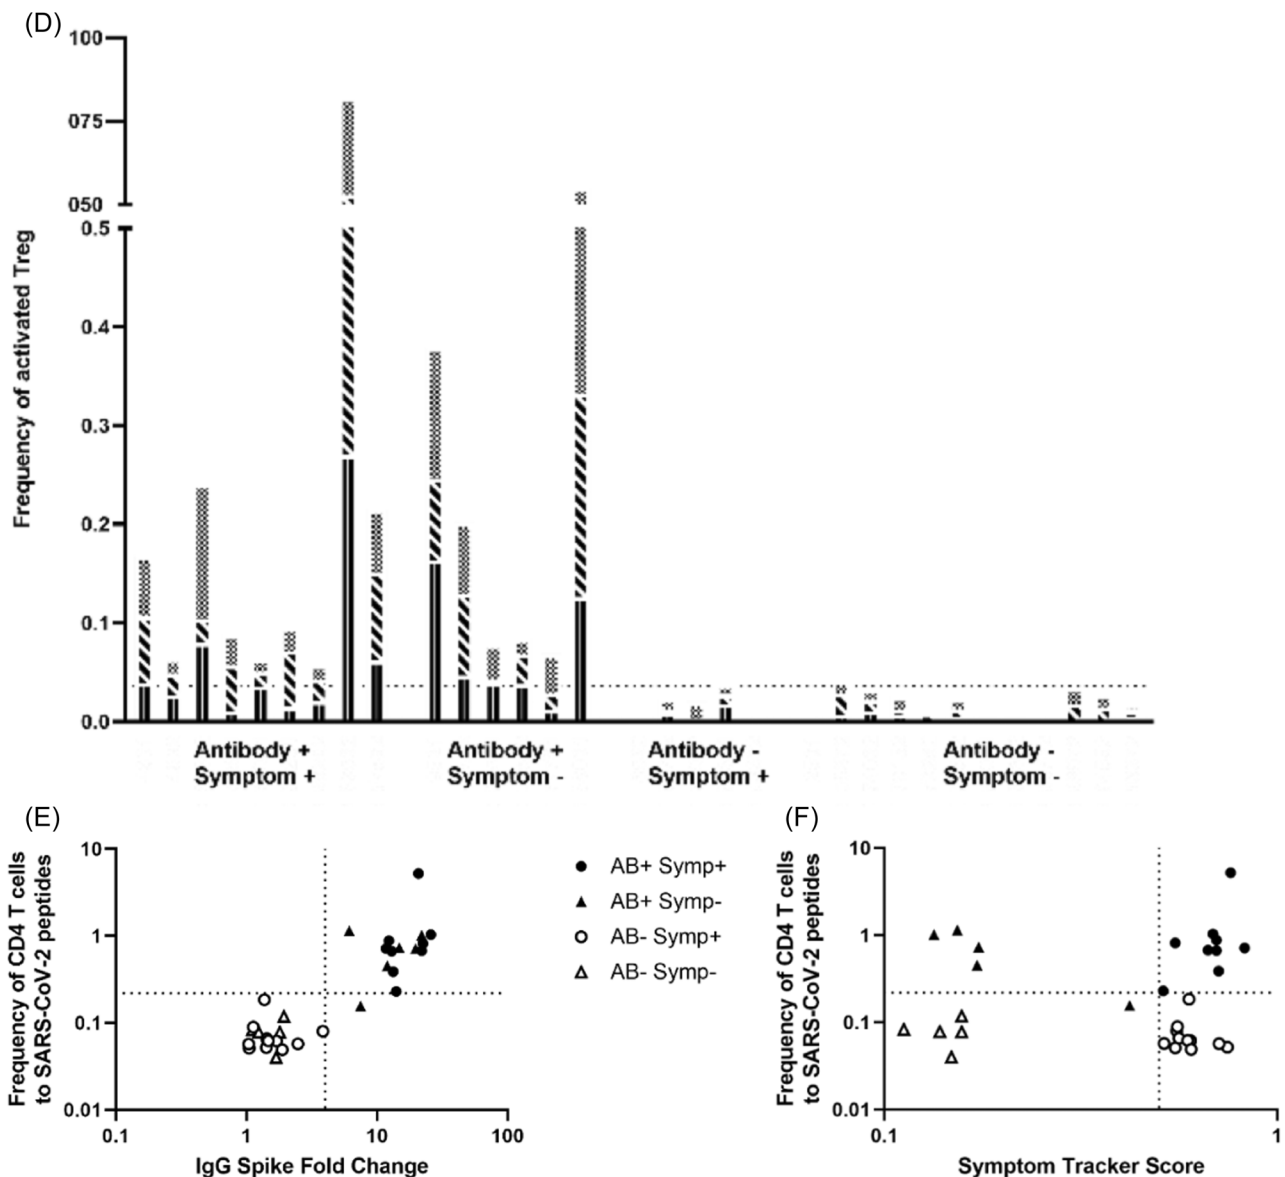 (D)
100
075
050
0.5
0.4
0.3
0.2
0.1
0.0
Frequency of activated Treg
Antibody +
Symptom +
Antibody +
Symptom -
Antibody -
Symptom +
Antibody -
Symptom -
(E)
Frequency of CD4 T cells
to SARS-CoV-2 peptides
10
1
0.1
0.01
0.1
1
10
100
IgG Spike Fold Change
AB+ Symp+
AB+ Symp-
AB- Symp+
AB- Symp-
(F)
Frequency of CD4 T cells
to SARS-CoV-2 peptides
10
1
0.1
0.01
0.1
1
Symptom Tracker Score